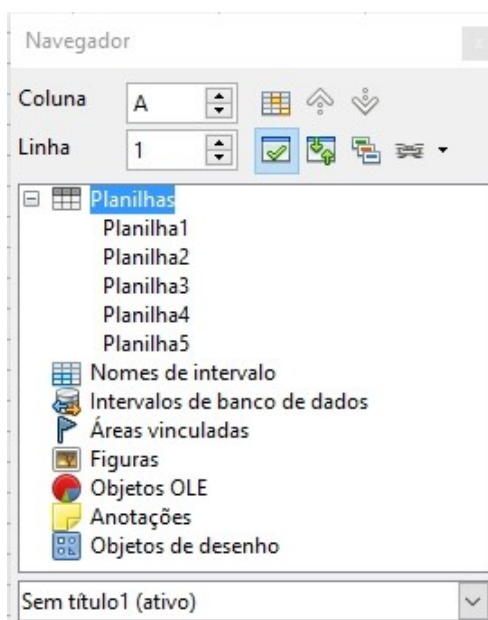 Navegador
Coluna A
Linha 1
Planilhas
Planilha1
Planilha2
Planilha3
Planilha4
Planilha5
Nomes de intervalo
Intervalos de banco de dados
Áreas vinculadas
Figuras
Objetos OLE
Anotações
Objetos de desenho
Sem título1 (ativo)